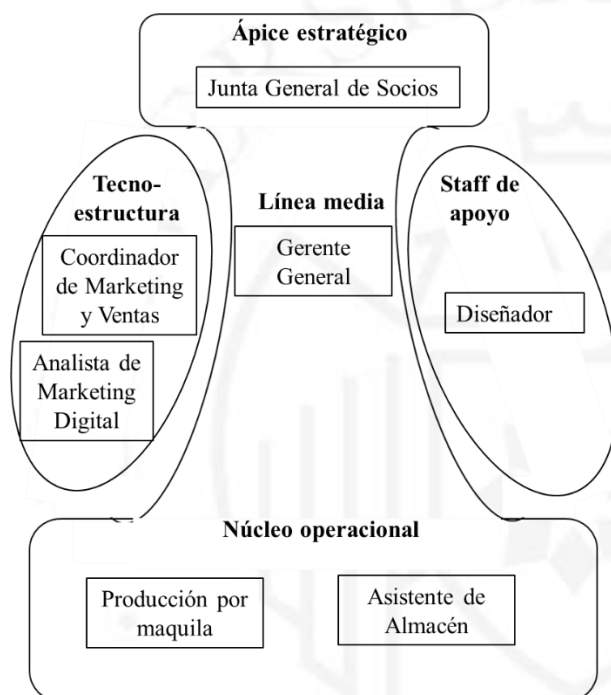 Ápice estratégico
Junta General de Socios
Tecno-
estructura
Coordinador
de Marketing
y Ventas
Analista de
Marketing
Digital
Línea media
Gerente
General
Staff de
apoyo
Diseñador
Núcleo operacional
Producción por
maquila
Asistente de
Almacén